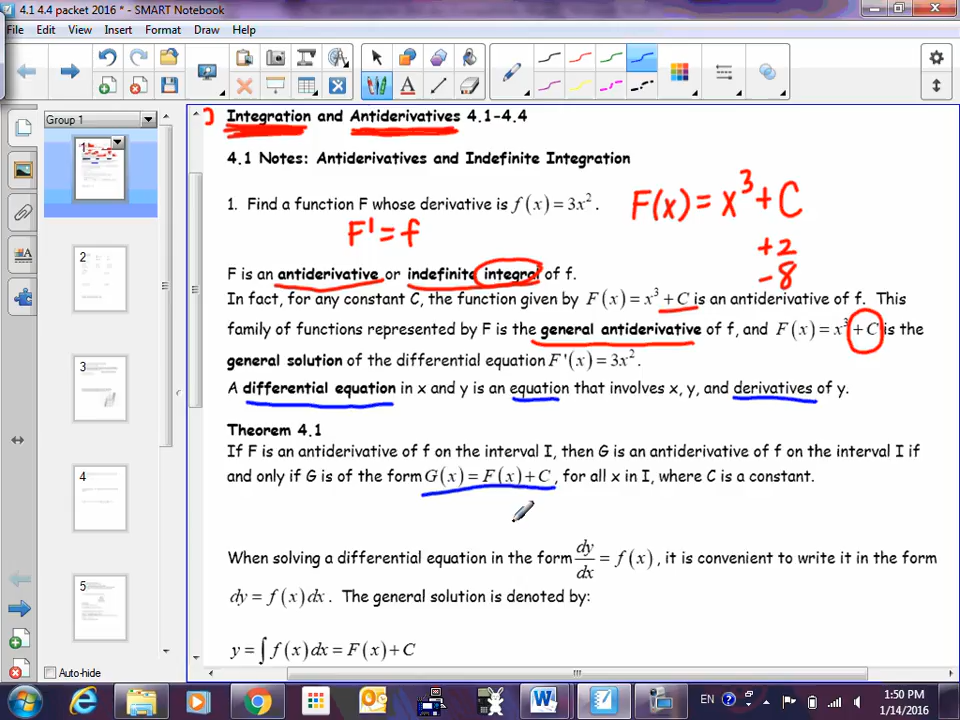 4.1 4.4 packet 2016 * - SMART Notebook
File Edit View Insert Format Draw Help
Group 1
1
2
3
4
5
Auto-hide
Integration and Antiderivatives 4.1-4.4
4.1 Notes: Antiderivatives and Indefinite Integration
1. Find a function F whose derivative is f(x) = 3x².
F(x) = x³ + C
F' = f
+2
-8
F is an antiderivative or indefinite integral of f.
In fact, for any constant C, the function given by F(x) = x³ + C is an antiderivative of f. This
family of functions represented by F is the general antiderivative of f, and F(x) = x³ + C is the
general solution of the differential equation F'(x) = 3x².
A differential equation in x and y is an equation that involves x, y, and derivatives of y.
Theorem 4.1
If F is an antiderivative of f on the interval I, then G is an antiderivative of f on the interval I if
and only if G is of the form G(x) = F(x) + C, for all x in I, where C is a constant.
When solving a differential equation in the form dy/dx = f(x), it is convenient to write it in the form
dy = f(x)dx. The general solution is denoted by:
y = ∫ f(x)dx = F(x) + C
EN
1:50 PM
1/14/2016